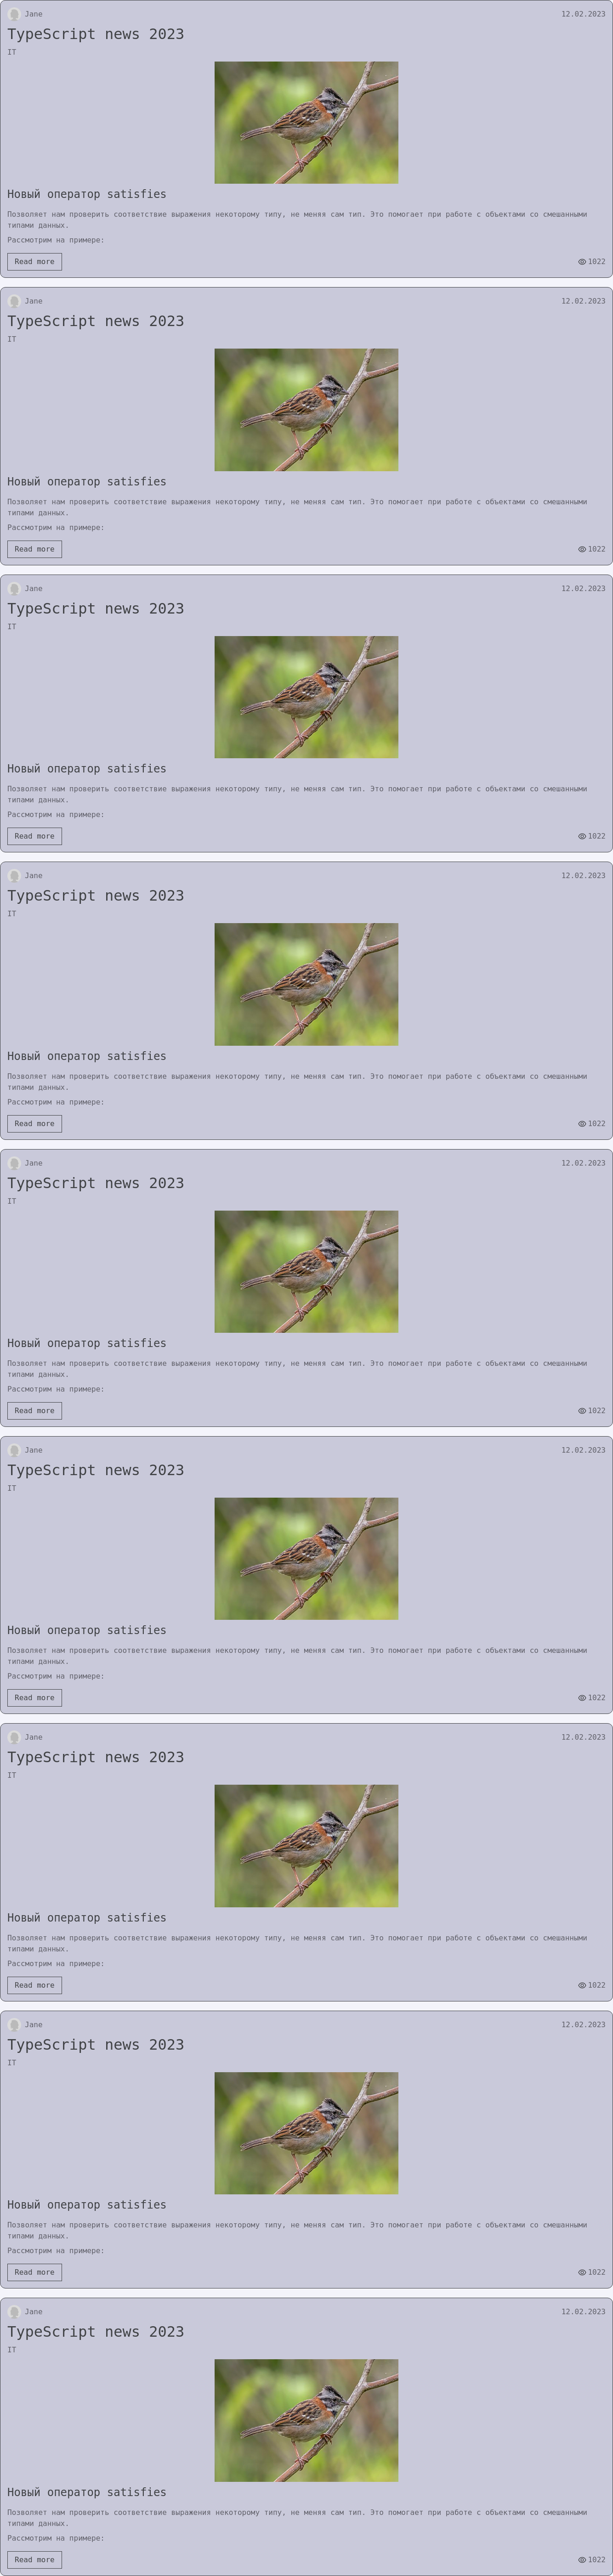 Jane 12.02.2023
TypeScript news 2023
IT
Новый оператор satisfies
Позволяет нам проверить соответствие выражения некоторому типу, не меняя сам тип. Это помогает при работе с объектами со смешанными
типами данных.
Рассмотрим на примере:
Read more 1022
Jane 12.02.2023
TypeScript news 2023
IT
Новый оператор satisfies
Позволяет нам проверить соответствие выражения некоторому типу, не меняя сам тип. Это помогает при работе с объектами со смешанными
типами данных.
Рассмотрим на примере:
Read more 1022
Jane 12.02.2023
TypeScript news 2023
IT
Новый оператор satisfies
Позволяет нам проверить соответствие выражения некоторому типу, не меняя сам тип. Это помогает при работе с объектами со смешанными
типами данных.
Рассмотрим на примере:
Read more 1022
Jane 12.02.2023
TypeScript news 2023
IT
Новый оператор satisfies
Позволяет нам проверить соответствие выражения некоторому типу, не меняя сам тип. Это помогает при работе с объектами со смешанными
типами данных.
Рассмотрим на примере:
Read more 1022
Jane 12.02.2023
TypeScript news 2023
IT
Новый оператор satisfies
Позволяет нам проверить соответствие выражения некоторому типу, не меняя сам тип. Это помогает при работе с объектами со смешанными
типами данных.
Рассмотрим на примере:
Read more 1022
Jane 12.02.2023
TypeScript news 2023
IT
Новый оператор satisfies
Позволяет нам проверить соответствие выражения некоторому типу, не меняя сам тип. Это помогает при работе с объектами со смешанными
типами данных.
Рассмотрим на примере:
Read more 1022
Jane 12.02.2023
TypeScript news 2023
IT
Новый оператор satisfies
Позволяет нам проверить соответствие выражения некоторому типу, не меняя сам тип. Это помогает при работе с объектами со смешанными
типами данных.
Рассмотрим на примере:
Read more 1022
Jane 12.02.2023
TypeScript news 2023
IT
Новый оператор satisfies
Позволяет нам проверить соответствие выражения некоторому типу, не меняя сам тип. Это помогает при работе с объектами со смешанными
типами данных.
Рассмотрим на примере:
Read more 1022
Jane 12.02.2023
TypeScript news 2023
IT
Новый оператор satisfies
Позволяет нам проверить соответствие выражения некоторому типу, не меняя сам тип. Это помогает при работе с объектами со смешанными
типами данных.
Рассмотрим на примере:
Read more 1022